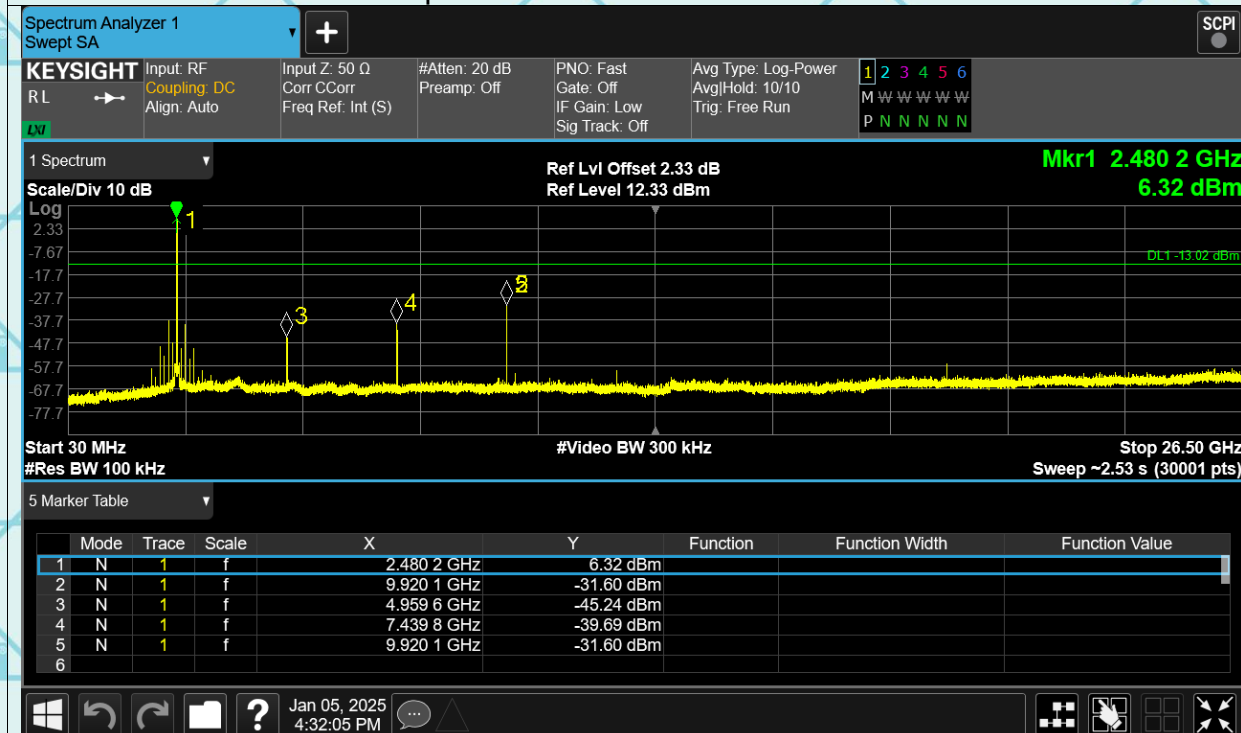 Spectrum Analyzer 1
Swept SA
+
SCPI
KEYSIGHT Input: RF Input Z: 50 Ω #Atten: 20 dB PNO: Fast Avg Type: Log-Power 1 2 3 4 5 6
RL Coupling: DC Corr CCorr Preamp: Off Gate: Off Avg|Hold: 10/10 M W W W W W
Align: Auto Freq Ref: Int (S) IF Gain: Low Trig: Free Run P N N N N N N
LXI Sig Track: Off
1 Spectrum Ref Lvl Offset 2.33 dB Mkr1 2.480 2 GHz
Scale/Div 10 dB Ref Level 12.33 dBm 6.32 dBm
Log
1
2.33
-7.67
DL1 -13.02 dBm
-17.7
-27.7
-37.7
-47.7
-57.7
-67.7
-77.7
3
4
5
Start 30 MHz #Video BW 300 kHz Stop 26.50 GHz
#Res BW 100 kHz Sweep ~2.53 s (30001 pts)
5 Marker Table
Mode Trace Scale X Y Function Function Width Function Value
1 N 1 f 2.480 2 GHz 6.32 dBm
2 N 1 f 9.920 1 GHz -31.60 dBm
3 N 1 f 4.959 6 GHz -45.24 dBm
4 N 1 f 7.439 8 GHz -39.69 dBm
5 N 1 f 9.920 1 GHz -31.60 dBm
6
?
Jan 05, 2025
4:32:05 PM